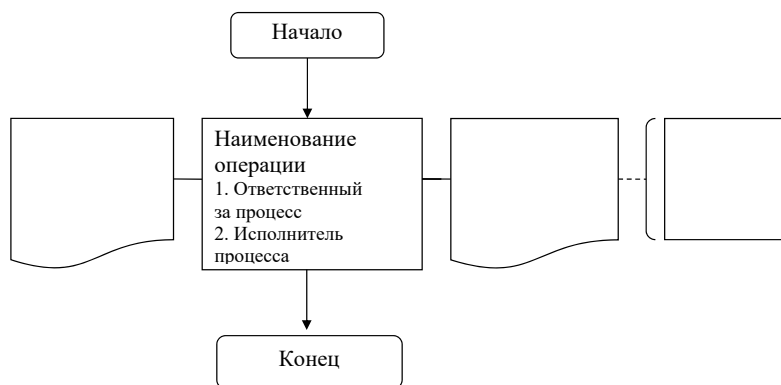 Начало
Наименование
операции
1. Ответственный
за процесс
2. Исполнитель
процесса
Конец